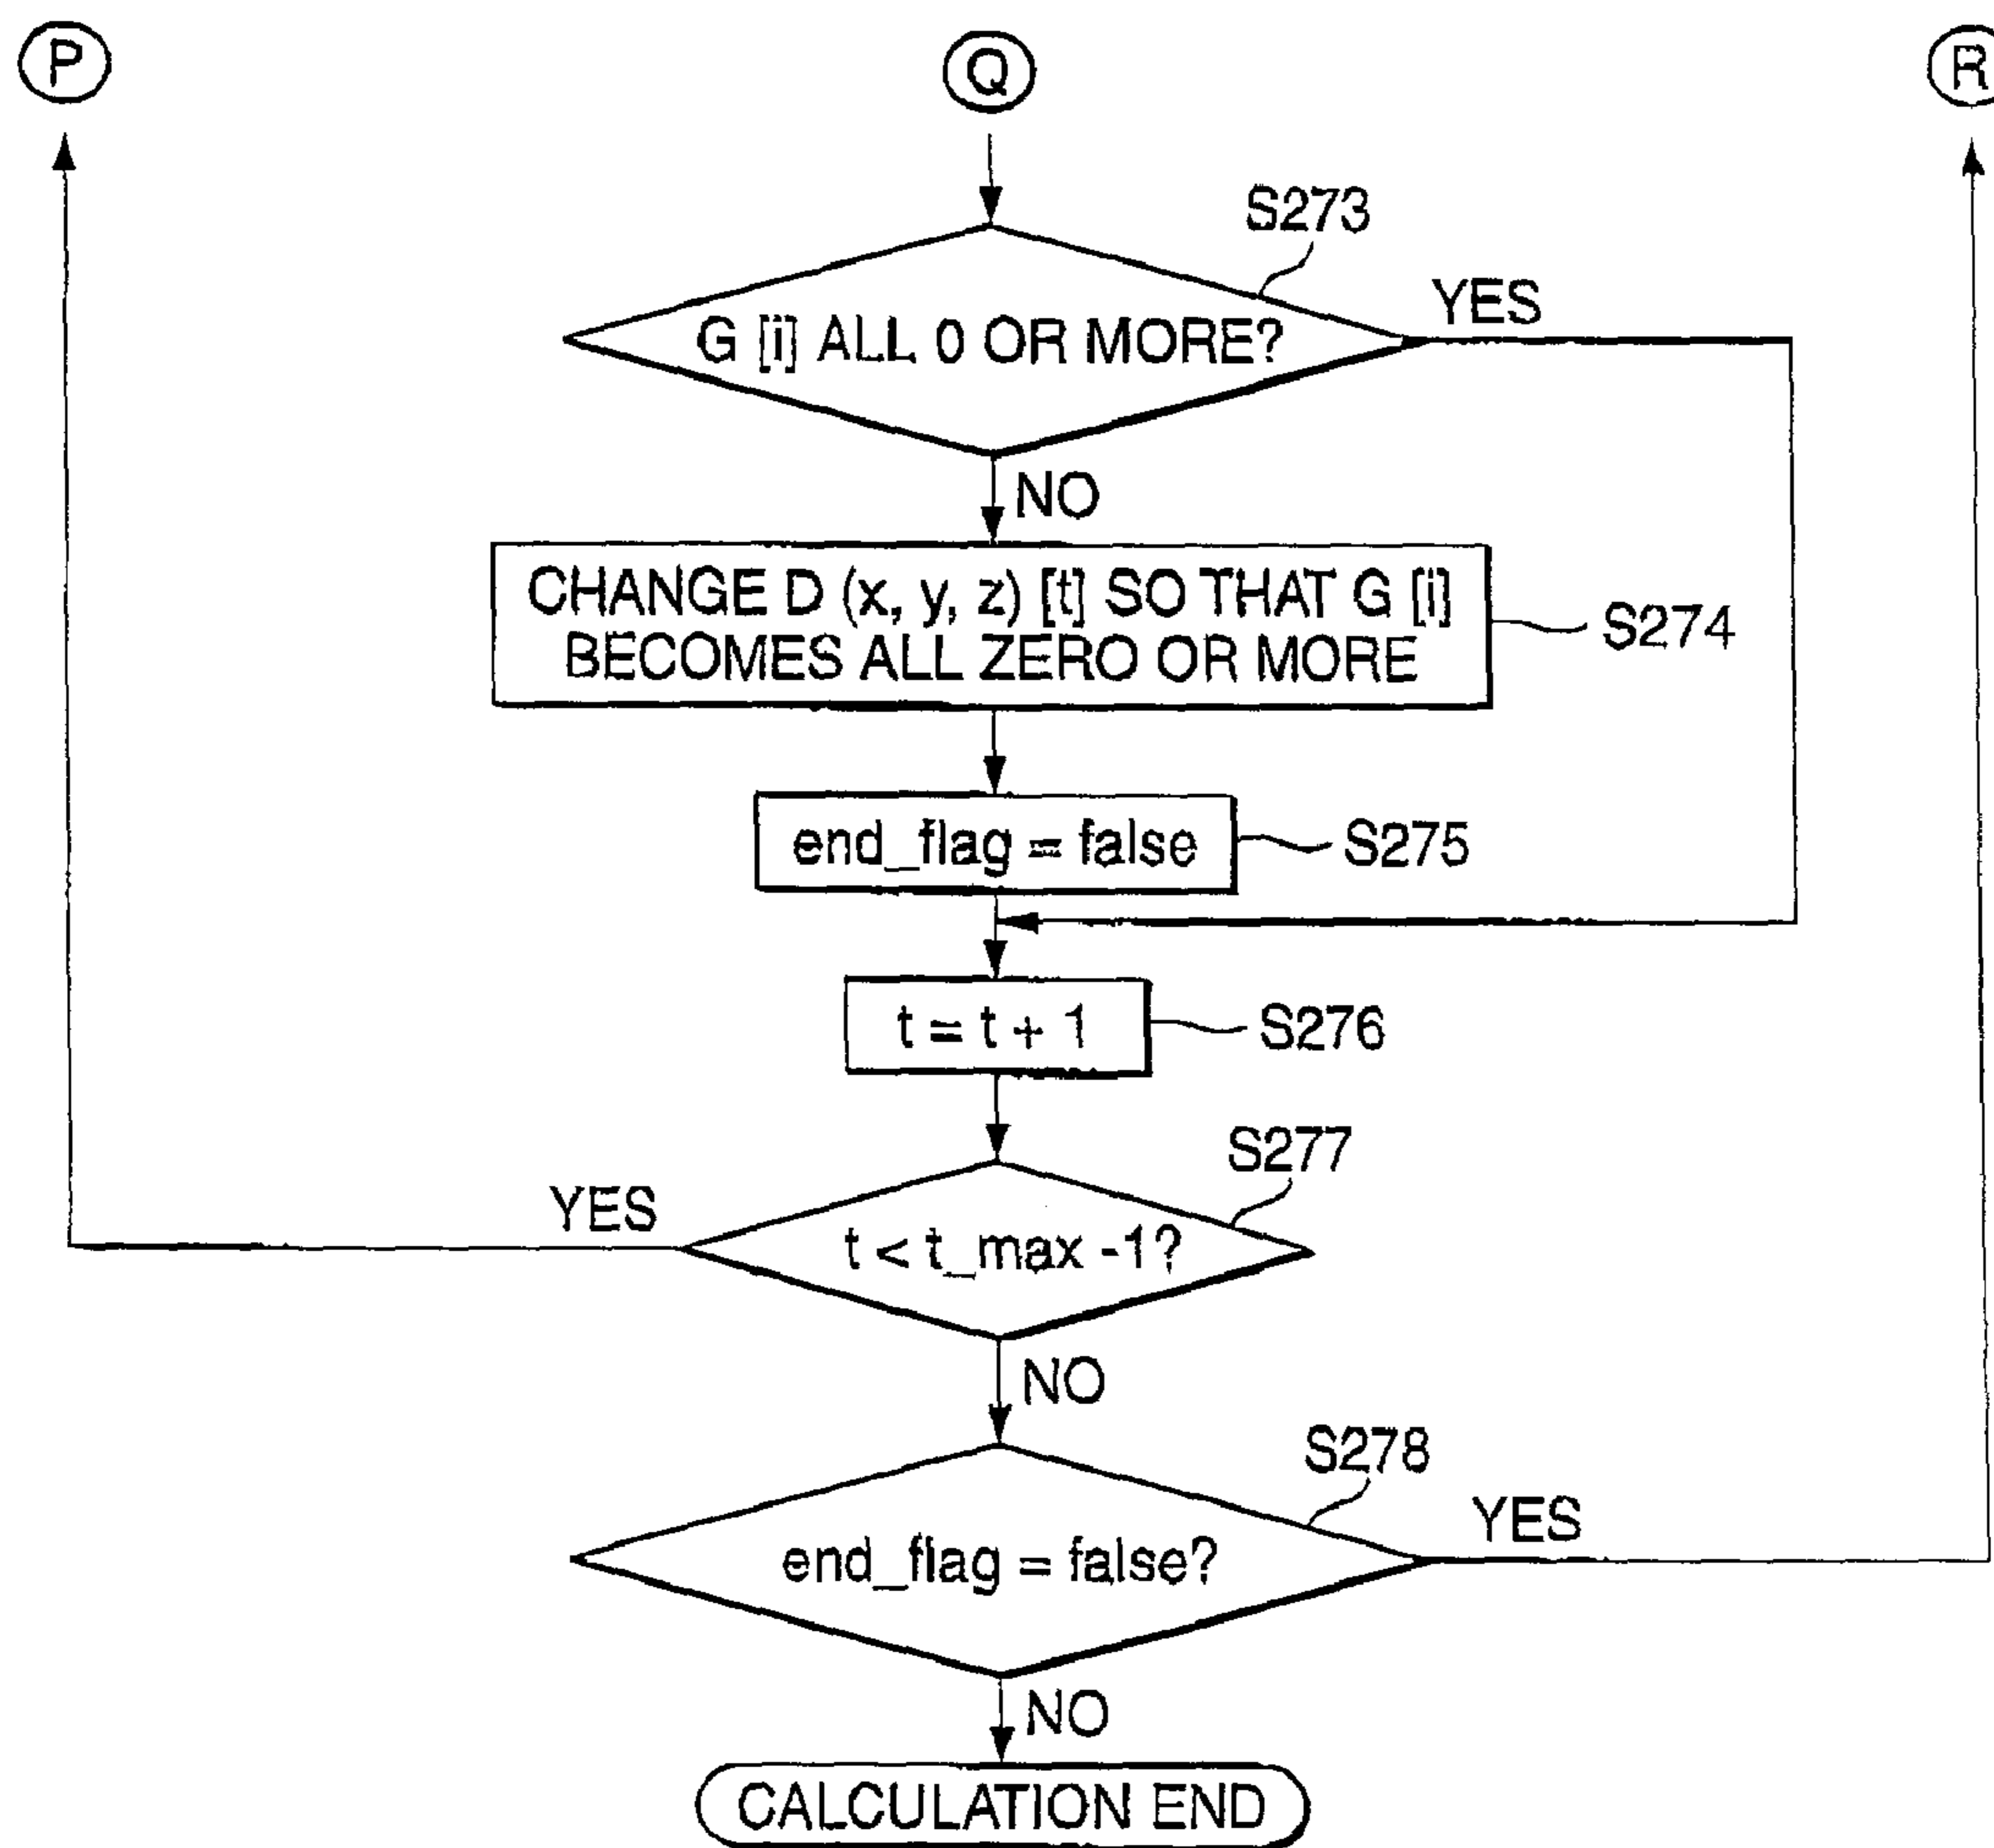 P
Q
R
S273
G [i] ALL 0 OR MORE?
YES
NO
CHANGE D (x, y, z) [t] SO THAT G [i]
BECOMES ALL ZERO OR MORE
S274
end_flag = false
S275
t = t + 1
S276
S277
YES
t < t_max -1?
NO
S278
end_flag = false?
YES
NO
CALCULATION END